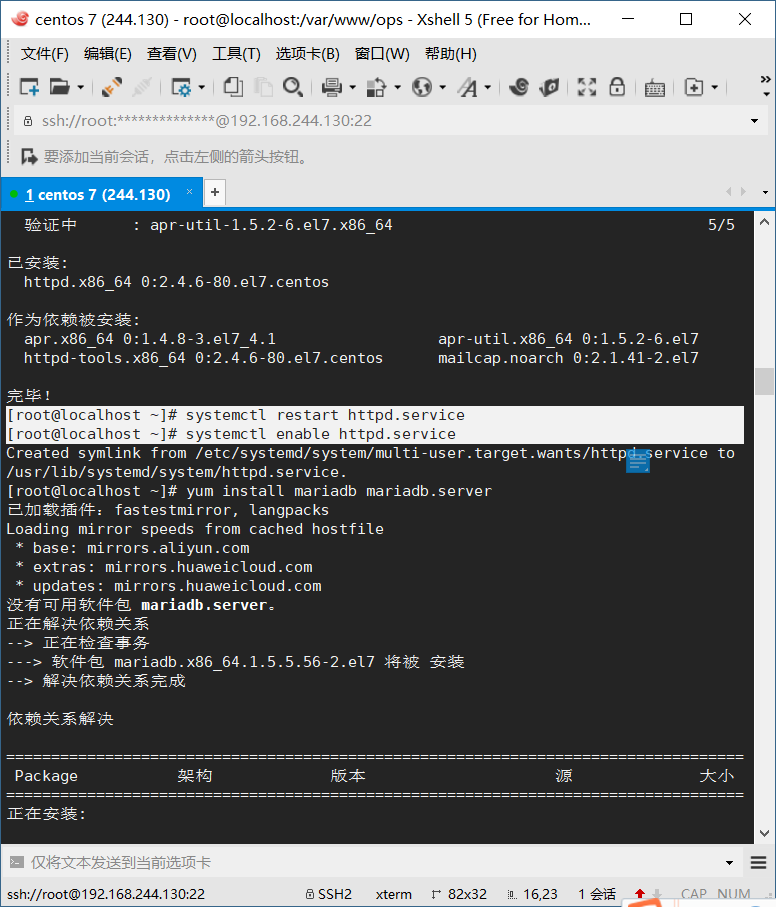 centos 7 (244.130) - root@localhost:/var/www/ops - Xshell 5 (Free for Hom...
文件(F) 编辑(E) 查看(V) 工具(T) 选项卡(B) 窗口(W) 帮助(H)
ssh://root:**************@192.168.244.130:22
要添加当前会话，点击左侧的箭头按钮。
1 centos 7 (244.130) × +
验证中 : apr-util-1.5.2-6.el7.x86_64 5/5
已安装:
httpd.x86_64 0:2.4.6-80.el7.centos
作为依赖被安装:
apr.x86_64 0:1.4.8-3.el7_4.1 apr-util.x86_64 0:1.5.2-6.el7
httpd-tools.x86_64 0:2.4.6-80.el7.centos mailcap.noarch 0:2.1.41-2.el7
完毕！
[root@localhost ~]# systemctl restart httpd.service
[root@localhost ~]# systemctl enable httpd.service
Created symlink from /etc/systemd/system/multi-user.target.wants/httpd.service to
/usr/lib/systemd/system/httpd.service.
[root@localhost ~]# yum install mariadb mariadb.server
已加载插件：fastestmirror, langpacks
Loading mirror speeds from cached hostfile
* base: mirrors.aliyun.com
* extras: mirrors.huaweicloud.com
* updates: mirrors.huaweicloud.com
没有可用软件包 mariadb.server。
正在解决依赖关系
--> 正在检查事务
---> 软件包 mariadb.x86_64.1.5.5.56-2.el7 将被 安装
--> 解决依赖关系完成
依赖关系解决
================================================================================
Package 架构 版本 源 大小
================================================================================
正在安装:
仅将文本发送到当前选项卡
ssh://root@192.168.244.130:22 SSH2 xterm 82x32 16,23 1 会话 CAP NUM